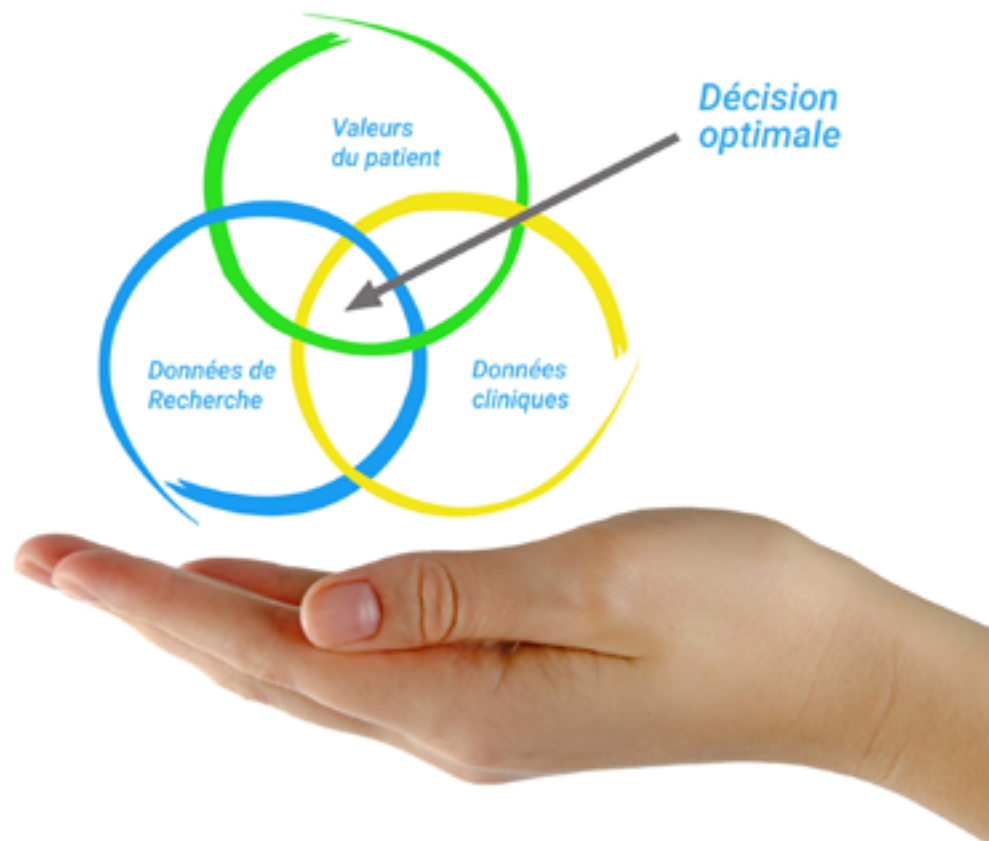 Décision
optimale
Valeurs
du patient
Données de
Recherche
Données
cliniques